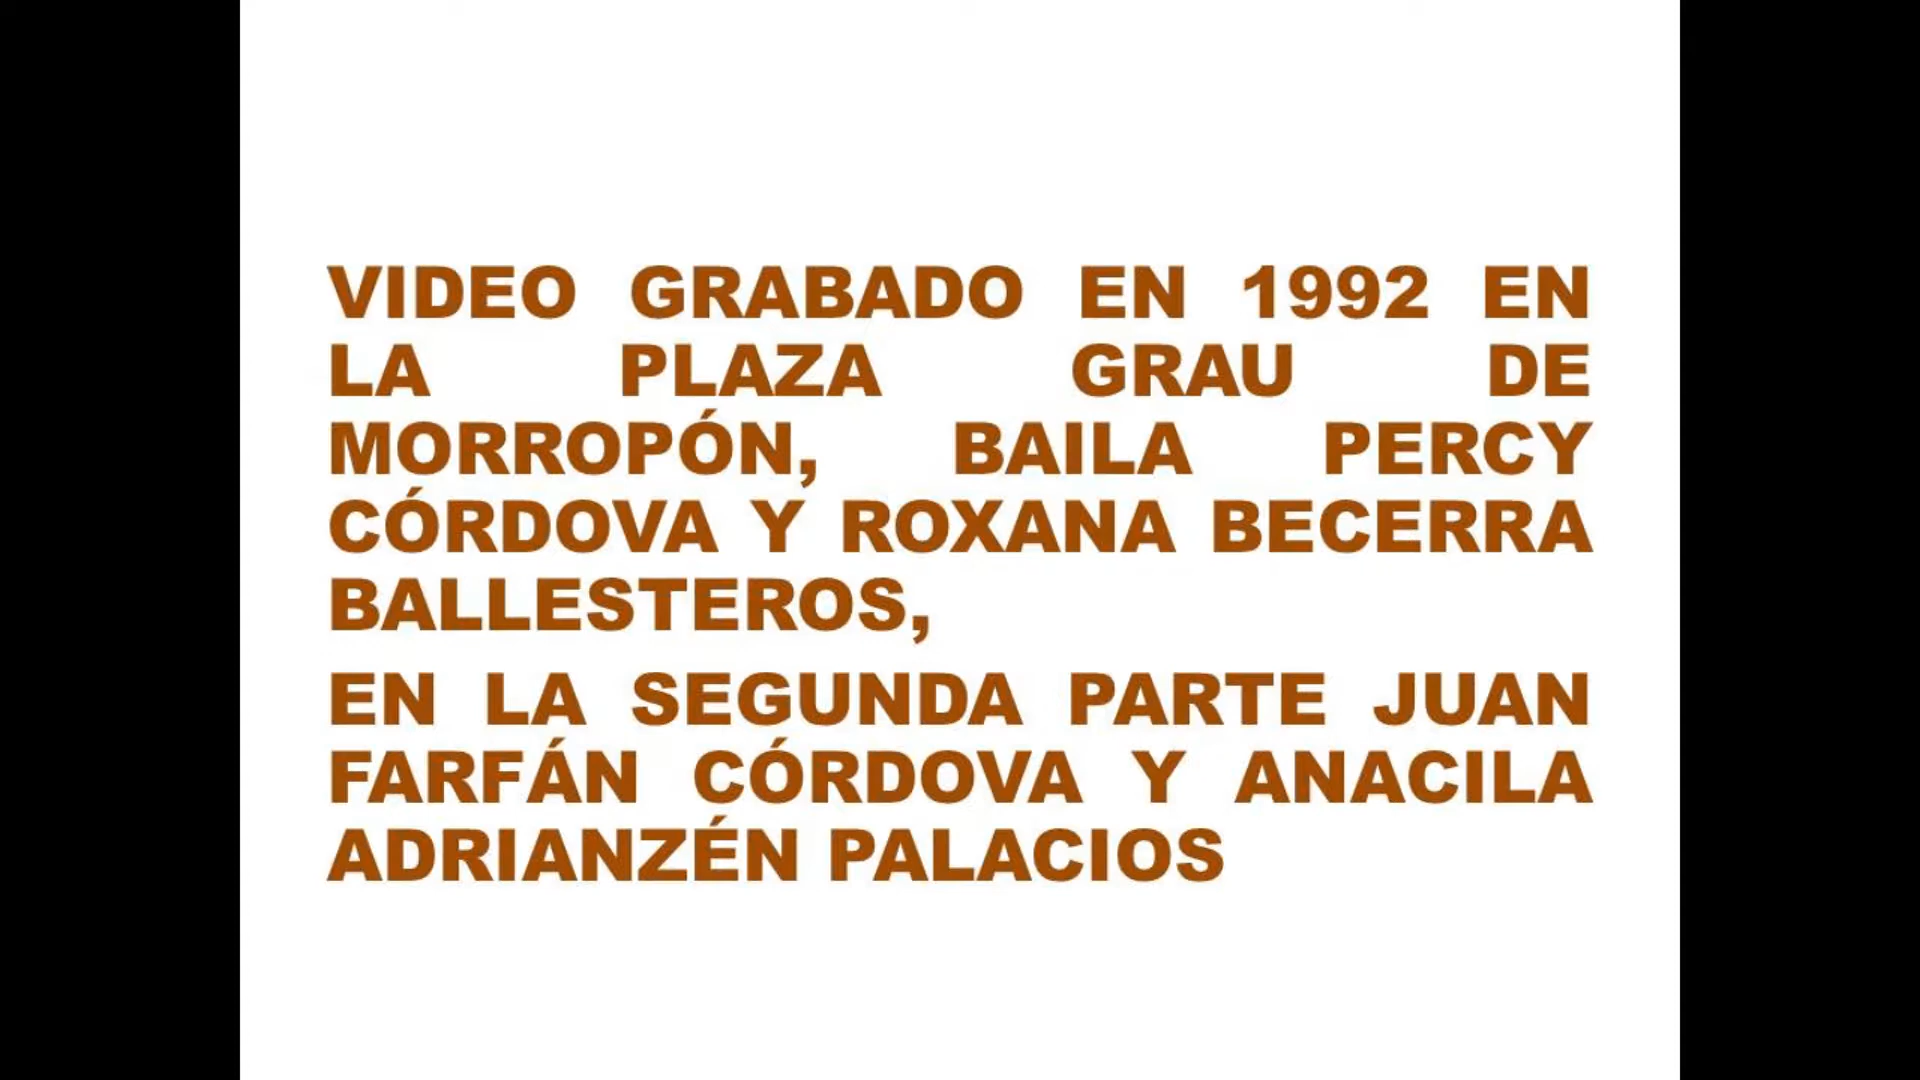 VIDEO GRABADO EN 1992 EN
LA PLAZA GRAU DE
MORROPÓN, BAILA PERCY
CÓRDOVA Y ROXANA BECERRA
BALLESTEROS,
EN LA SEGUNDA PARTE JUAN
FARFÁN CÓRDOVA Y ANACILA
ADRIANZÉN PALACIOS